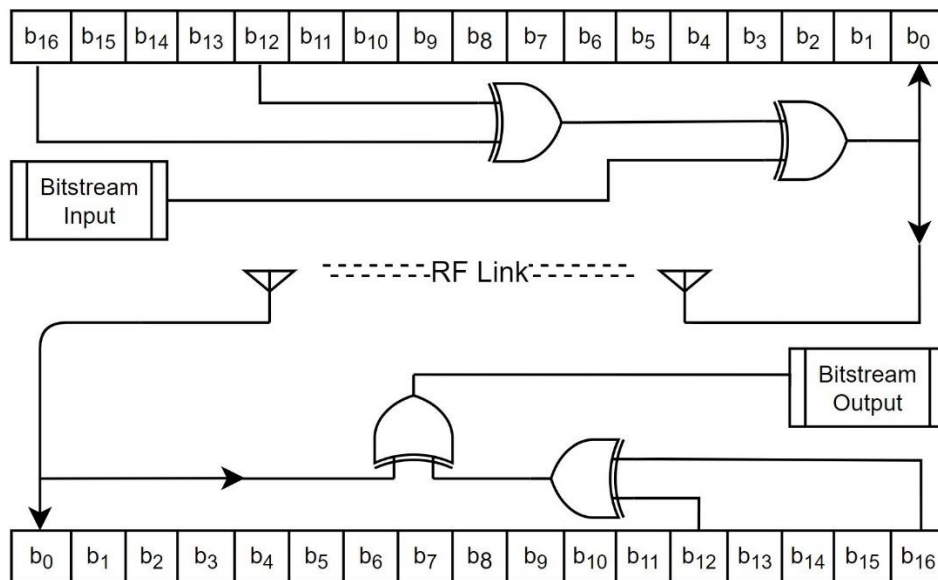 b₁₆ b₁₅ b₁₄ b₁₃ b₁₂ b₁₁ b₁₀ b₉ b₈ b₇ b₆ b₅ b₄ b₃ b₂ b₁ b₀
Bitstream
Input
RF Link
Bitstream
Output
b₀ b₁ b₂ b₃ b₄ b₅ b₆ b₇ b₈ b₉ b₁₀ b₁₁ b₁₂ b₁₃ b₁₄ b₁₅ b₁₆